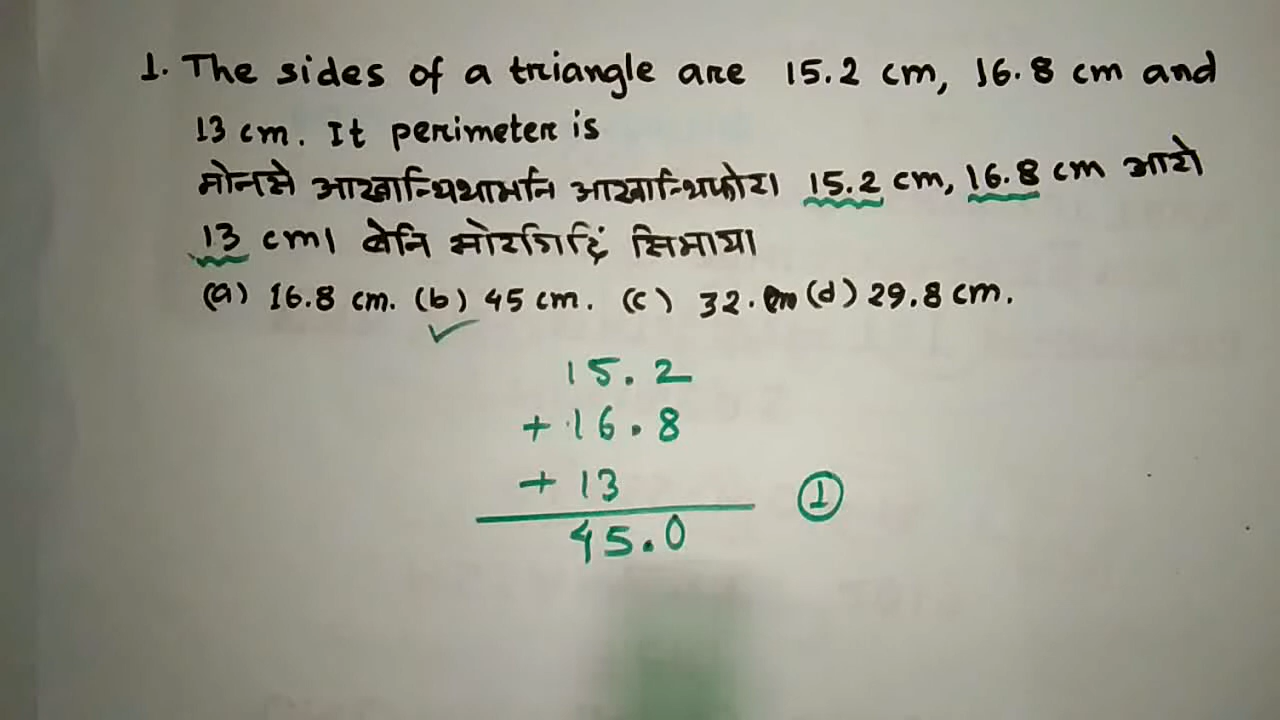 1. The sides of a triangle are 15.2 cm, 16.8 cm and
13 cm. It perimeter is
मोनसे आखान्थिथामनि आखान्थिफोरा 15.2 cm, 16.8 cm आरो
13 cm। बेनि सोरगिदिं सिमाया
(a) 16.8 cm. (b) 45 cm. (c) 32. cm (d) 29.8 cm.
✓
15.2
+ 16.8
+ 13
45.0
①